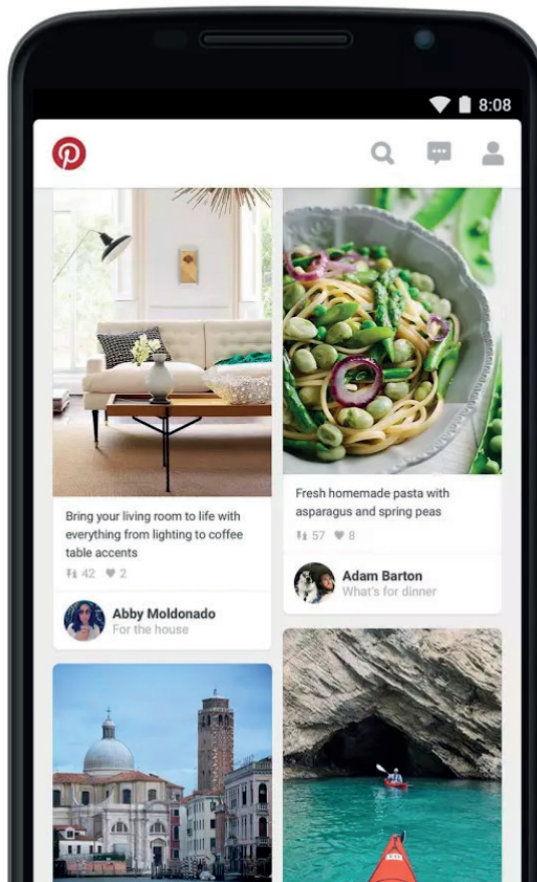 8:08
Bring your living room to life with
everything from lighting to coffee
table accents
42 2
Abby Moldonado
For the house
Fresh homemade pasta with
asparagus and spring peas
57 8
Adam Barton
What's for dinner